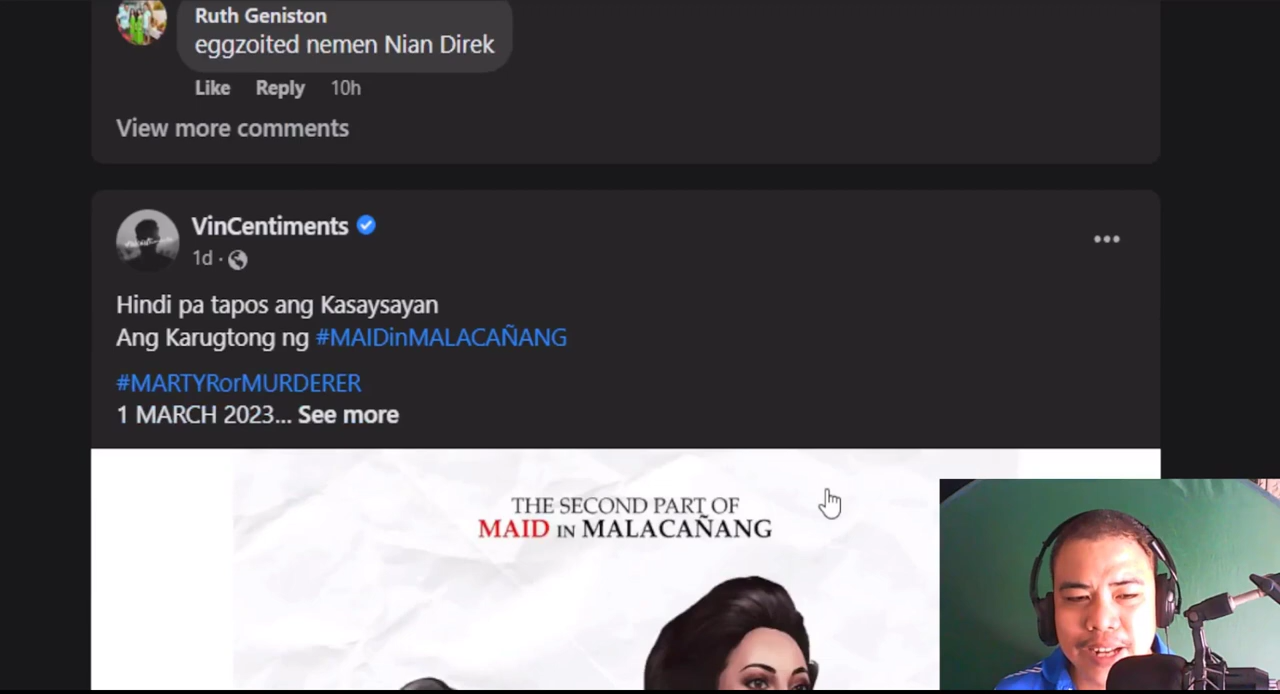 Ruth Geniston
eggzoited nemen Nian Direk
Like Reply 10h
View more comments
VinCentiments
1d ·
Hindi pa tapos ang Kasaysayan
Ang Karugtong ng #MAIDinMALACAÑANG
#MARTYRorMURDERER
1 MARCH 2023... See more
THE SECOND PART OF
MAID IN MALACAÑANG